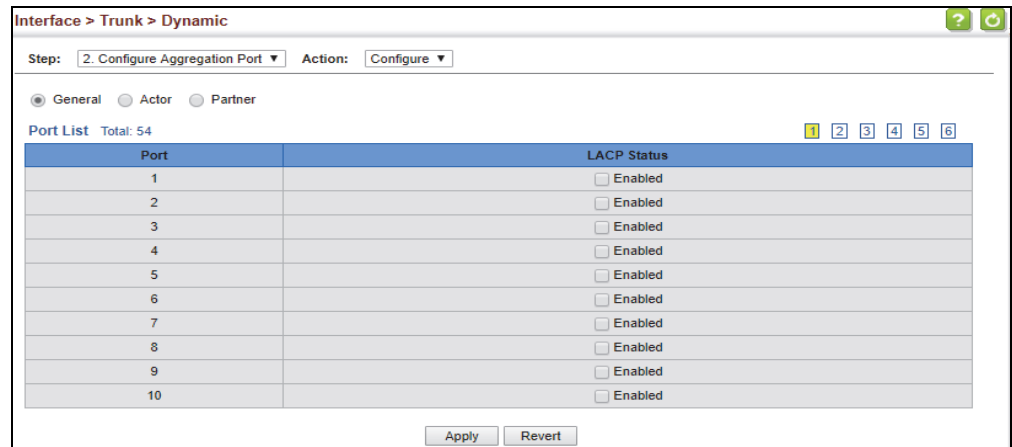 Interface > Trunk > Dynamic ?
Step: 2. Configure Aggregation Port ▼ Action: Configure ▼
General Actor Partner
Port List Total: 54 1 2 3 4 5 6
Port LACP Status
1 Enabled
2 Enabled
3 Enabled
4 Enabled
5 Enabled
6 Enabled
7 Enabled
8 Enabled
9 Enabled
10 Enabled
Apply Revert